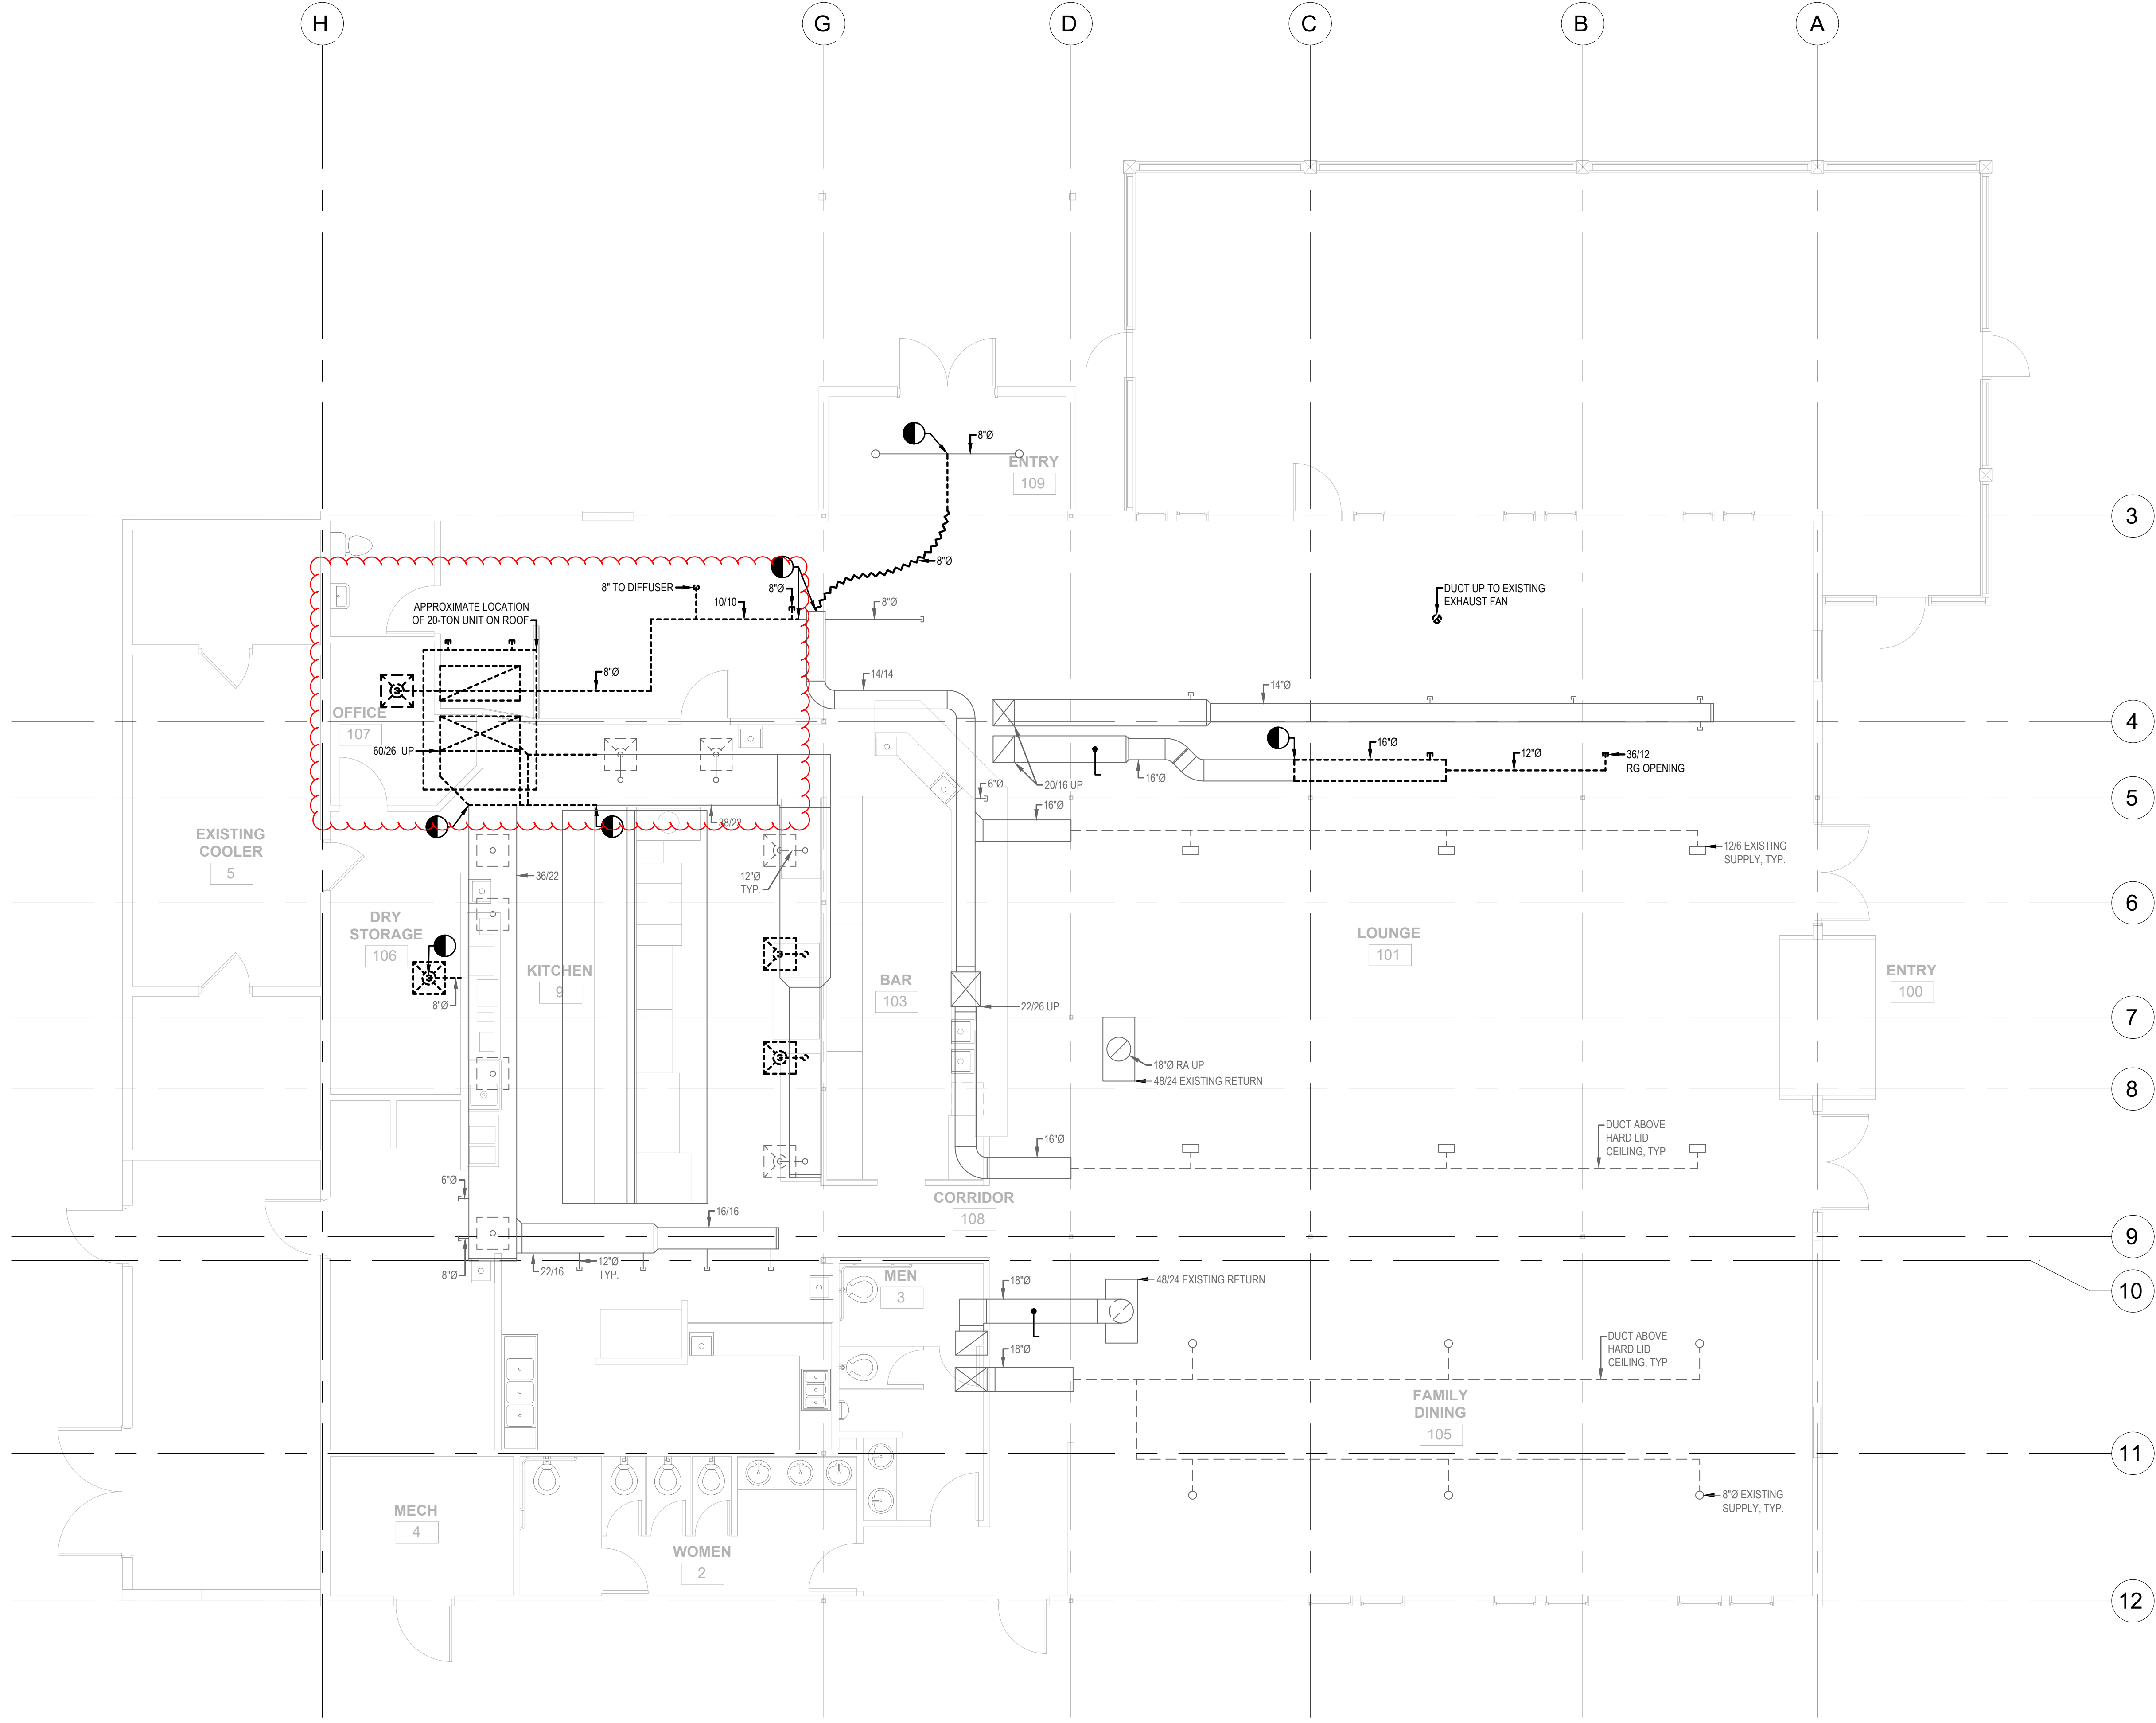 H
G
D
C
B
A
8"Ø
ENTRY
109
3
8"Ø
8" TO DIFFUSER
8"Ø
10/10
8"Ø
DUCT UP TO EXISTING
EXHAUST FAN
APPROXIMATE LOCATION
OF 20-TON UNIT ON ROOF
8"Ø
14/14
14"Ø
OFFICE
107
4
60/26 UP
16"Ø
12"Ø
36/12
RG OPENING
16"Ø
20/16 UP
6"Ø
5
16"Ø
38/22
EXISTING
COOLER
5
12/6 EXISTING
SUPPLY, TYP.
36/22
12"Ø
TYP.
6
DRY
STORAGE
106
LOUNGE
101
KITCHEN
9
BAR
103
ENTRY
100
8"Ø
22/26 UP
7
18"Ø RA UP
48/24 EXISTING RETURN
8
DUCT ABOVE
HARD LID
CEILING, TYP
16"Ø
6"Ø
CORRIDOR
108
16/16
9
8"Ø
22/16
12"Ø
TYP.
MEN
3
18"Ø
48/24 EXISTING RETURN
10
DUCT ABOVE
HARD LID
CEILING, TYP
18"Ø
FAMILY
DINING
105
11
8"Ø EXISTING
SUPPLY, TYP.
MECH
4
WOMEN
2
12